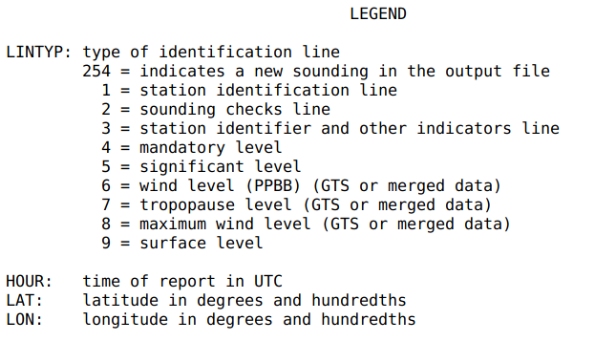 LEGEND
LINTYP: type of identification line
254 = indicates a new sounding in the output file
1 = station identification line
2 = sounding checks line
3 = station identifier and other indicators line
4 = mandatory level
5 = significant level
6 = wind level (PPBB) (GTS or merged data)
7 = tropopause level (GTS or merged data)
8 = maximum wind level (GTS or merged data)
9 = surface level
HOUR: time of report in UTC
LAT: latitude in degrees and hundredths
LON: longitude in degrees and hundredths